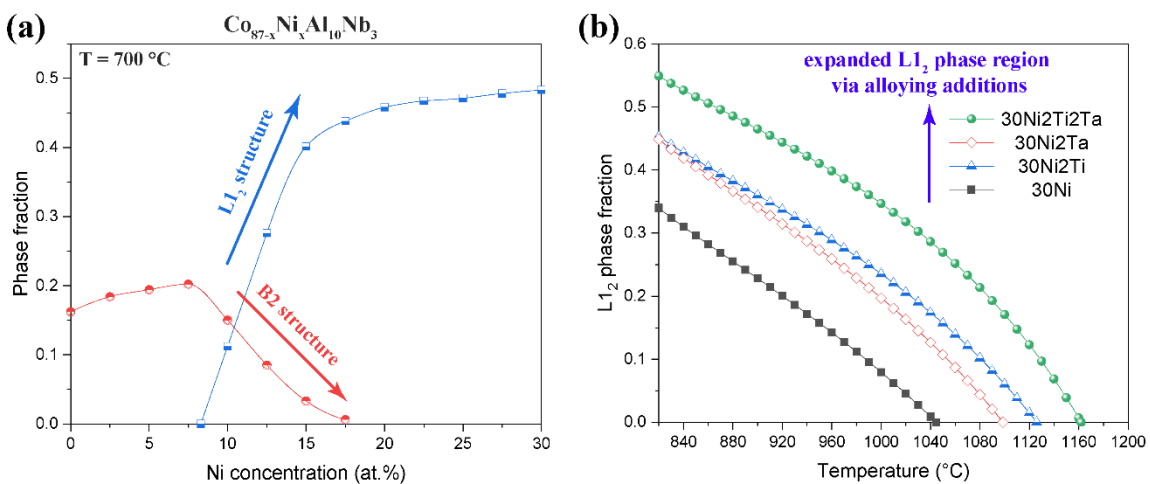 (a)
Co₈₇₋ₓNiₓAl₁₀Nb₃
T = 700 °C
L1₂ structure
B2 structure
Phase fraction
0.5
0.4
0.3
0.2
0.1
0.0
0
5
10
15
20
25
30
Ni concentration (at.%)
(b)
expanded L1₂ phase region
via alloying additions
30Ni2Ti2Ta
30Ni2Ta
30Ni2Ti
30Ni
L1₂ phase fraction
0.6
0.5
0.4
0.3
0.2
0.1
0.0
840
880
920
960
1000
1040
1080
1120
1160
1200
Temperature (°C)